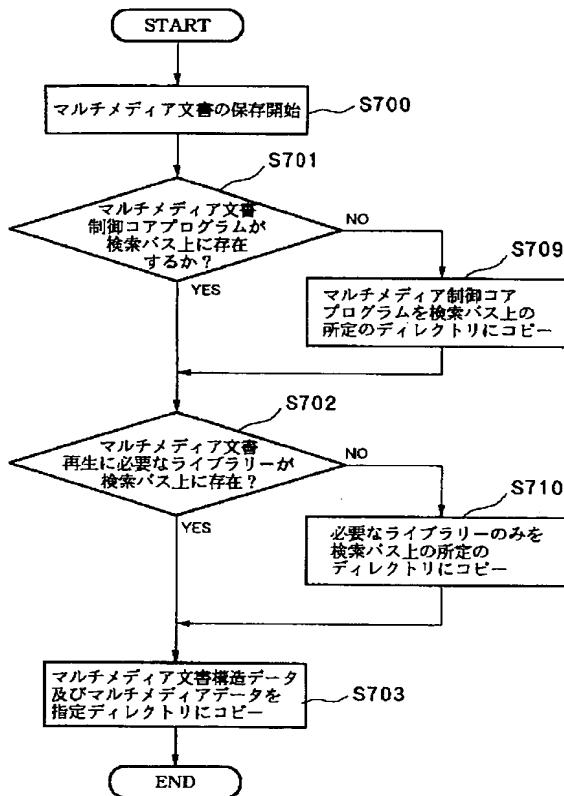 START
マルチメディア文書の保存開始
S700
S701
マルチメディア文書
制御コアプログラムが
検索パス上に存在
するか？
NO
YES
S709
マルチメディア制御コア
プログラムを検索パス上の
所定のディレクトリにコピー
S702
マルチメディア文書
再生に必要なライブラリーが
検索パス上に存在？
NO
YES
S710
必要なライブラリーのみを
検索パス上の所定の
ディレクトリにコピー
マルチメディア文書構造データ
及びマルチメディアデータを
指定ディレクトリにコピー
S703
END